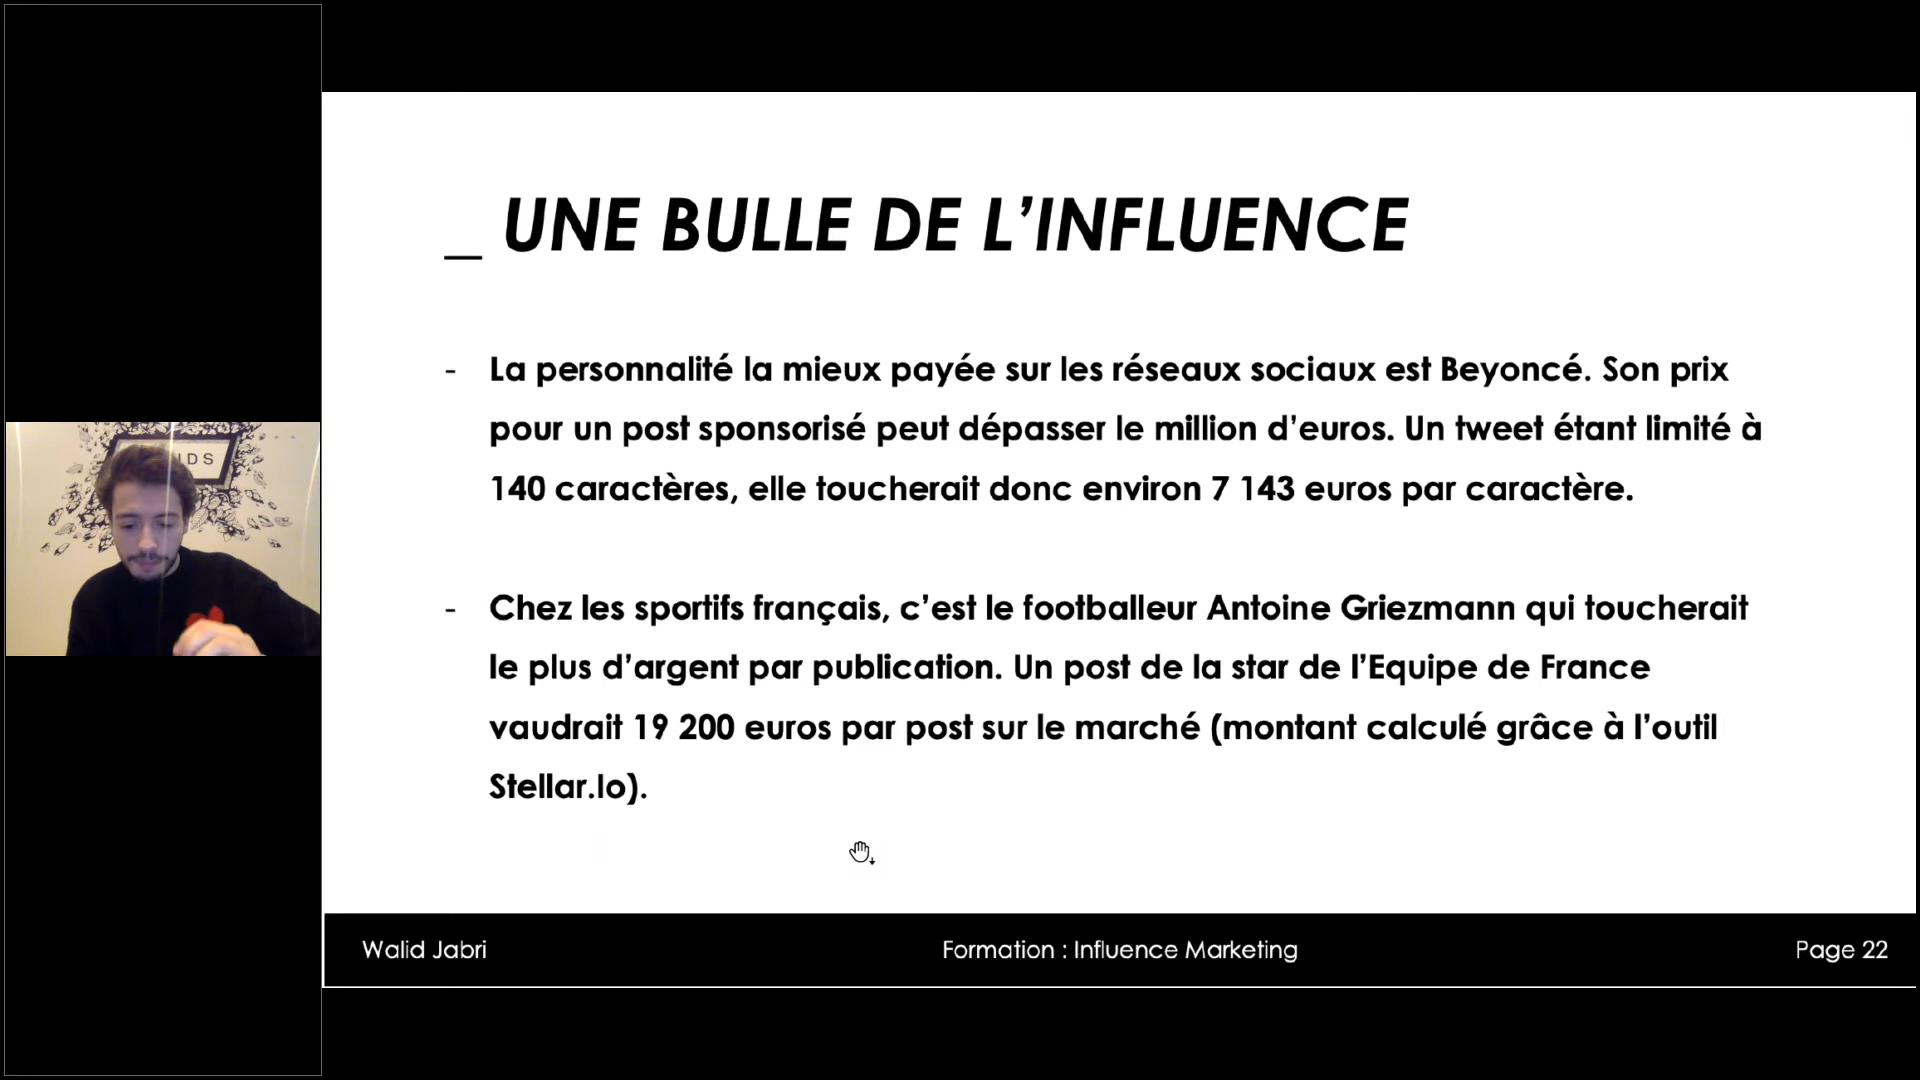 _ UNE BULLE DE L’INFLUENCE
- La personnalité la mieux payée sur les réseaux sociaux est Beyoncé. Son prix
pour un post sponsorisé peut dépasser le million d’euros. Un tweet étant limité à
140 caractères, elle toucherait donc environ 7 143 euros par caractère.
- Chez les sportifs français, c’est le footballeur Antoine Griezmann qui toucherait
le plus d’argent par publication. Un post de la star de l’Equipe de France
vaudrait 19 200 euros par post sur le marché (montant calculé grâce à l’outil
Stellar.Io).
Walid Jabri
Formation : Influence Marketing
Page 22